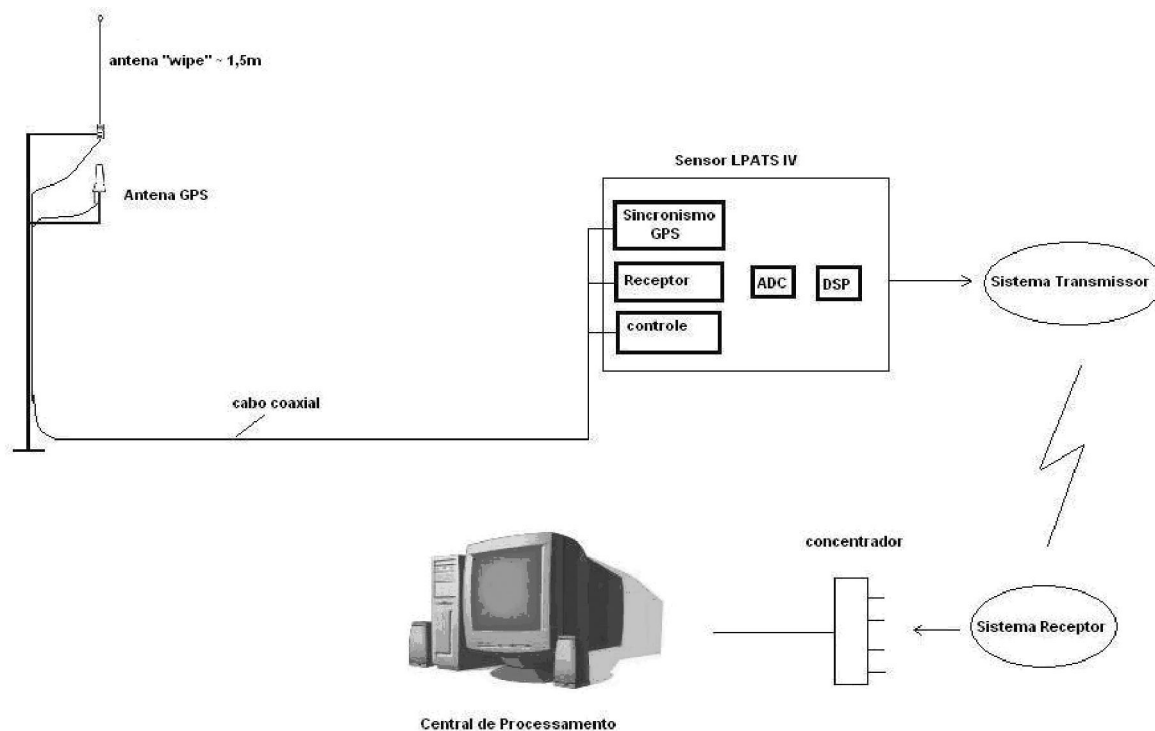 antena "wipe" ~ 1,5m
Antena GPS
Sensor LPATS IV
Sincronismo
GPS
Receptor
ADC
DSP
controle
Sistema Transmissor
cabo coaxial
concentrador
Sistema Receptor
Central de Processamento